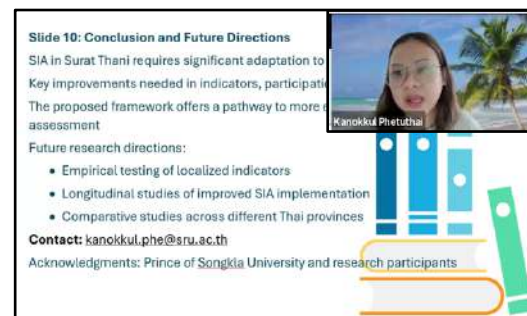 Slide 10: Conclusion and Future Directions
SIA in Surat Thani requires significant adaptation to
Key improvements needed in indicators,
The proposed framework offers a pathway to more
assessment
Future research directions:
• Empirical testing of localized indicators
• Longitudinal studies of improved SIA implementation
• Comparative studies across different Thai provinces
Contact: kanokkul.phe@sru.ac.th
Acknowledgments: Prince of Songkla University and research participants
Kanokkul Phetuthai